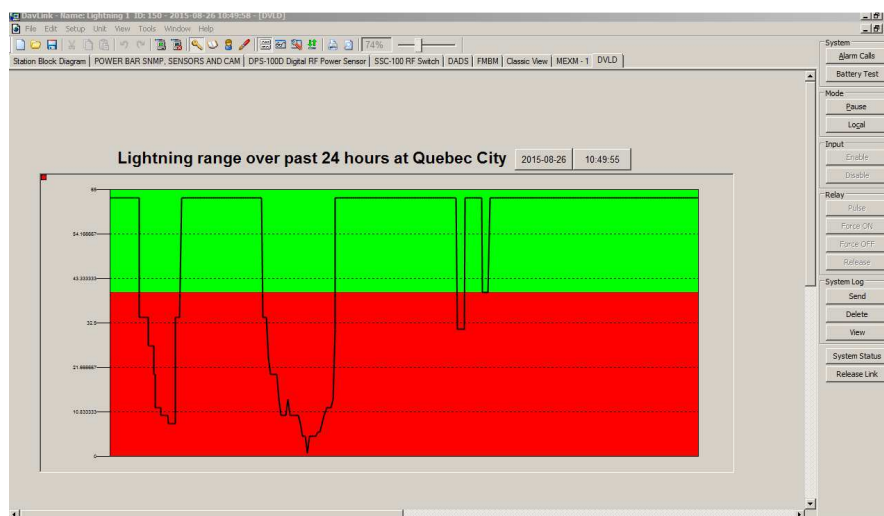 DavLink - Name: Lightning 1 ID: 150 - 2015-08-26 10:49:58 - [DVLD]
File Edit Setup Unit View Tools Window Help
74%
Station Block Diagram POWER BAR SNMP, SENSORS AND CAM DPS-100D Digital RF Power Sensor SSC-100 RF Switch DADS FMBM Classic View MEXM - 1 DVLD
Lightning range over past 24 hours at Quebec City 2015-08-26 10:49:55
54.166667
43.333333
32.5
21.666667
10.833333
0
System
Alarm Calls
Battery Test
Mode
Pause
Local
Input
Enable
Disable
Relay
Pulse
Force ON
Force OFF
Release
System Log
Send
Delete
View
System Status
Release Link